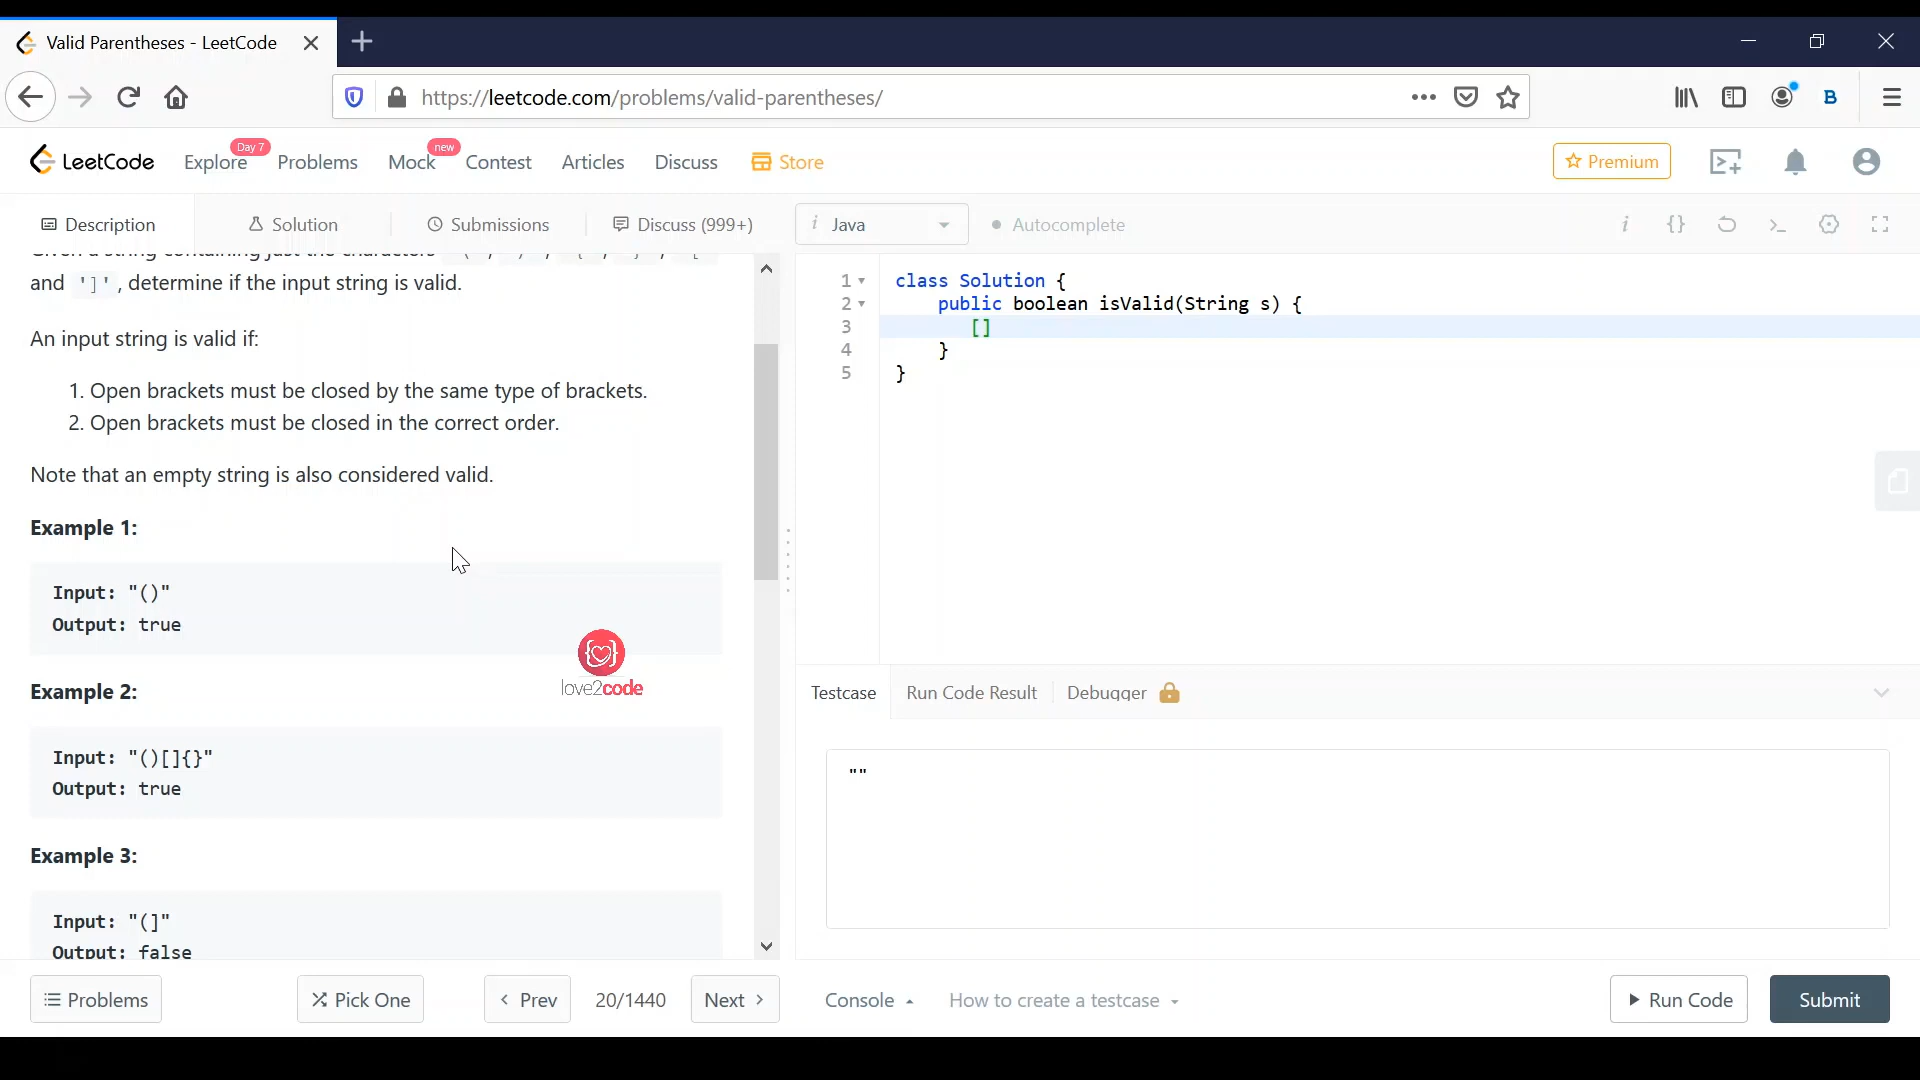 Valid Parentheses - LeetCode
https://leetcode.com/problems/valid-parentheses/
B
LeetCode Explore Day 7 Problems Mock new Contest Articles Discuss Store Premium
Description Solution Submissions Discuss (999+)
i Java Autocomplete
and ']', determine if the input string is valid.
An input string is valid if:
1. Open brackets must be closed by the same type of brackets.
2. Open brackets must be closed in the correct order.
Note that an empty string is also considered valid.
Example 1:
Input: "()"
Output: true
love2code
Example 2:
Input: "()[]{}"
Output: true
Example 3:
Input: "(]"
Output: false
1 class Solution {
2 public boolean isValid(String s) {
3 []
4 }
5 }
Testcase Run Code Result Debugger
""
Problems Pick One Prev 20/1440 Next
Console How to create a testcase Run Code Submit